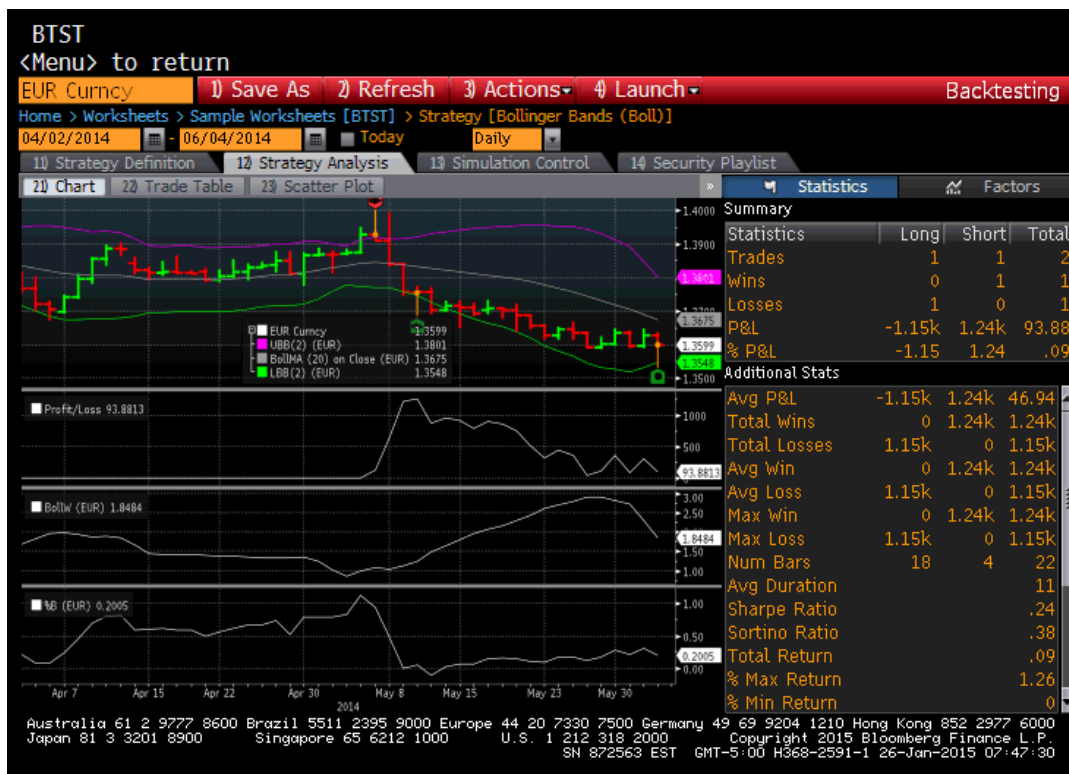 BTST
<Menu> to return
EUR Curncy 1) Save As 2) Refresh 3) Actions 4) Launch Backtesting
Home > Worksheets > Sample Worksheets [BTST] > Strategy [Bollinger Bands (Boll)]
04/02/2014 - 06/04/2014 Today Daily
11) Strategy Definition 12) Strategy Analysis 13) Simulation Control 14) Security Playlist
21) Chart 22) Trade Table 23) Scatter Plot » Statistics Factors
1.4000
1.3900
1.3801
1.3700
1.3675
1.3599
1.3548
1.3500
EUR Curncy 1.3599
UBB(2) (EUR) 1.3801
BollMA (20) on Close (EUR) 1.3675
LBB(2) (EUR) 1.3548
Profit/Loss 93.8813
1000
500
93.8813
BollW (EUR) 1.8484
3.00
2.50
1.8484
1.50
1.00
%B (EUR) 0.2005
1.00
0.50
0.2005
0.00
Apr 7 Apr 15 Apr 22 Apr 30 May 8 May 15 May 23 May 30
2014
Summary
Statistics Long Short Total
Trades 1 1 2
Wins 0 1 1
Losses 1 0 1
P&L -1.15k 1.24k 93.88
% P&L -1.15 1.24 .09
Additional Stats
Avg P&L -1.15k 1.24k 46.94
Total Wins 0 1.24k 1.24k
Total Losses 1.15k 0 1.15k
Avg Win 0 1.24k 1.24k
Avg Loss 1.15k 0 1.15k
Max Win 0 1.24k 1.24k
Max Loss 1.15k 0 1.15k
Num Bars 18 4 22
Avg Duration 11
Sharpe Ratio .24
Sortino Ratio .38
Total Return .09
% Max Return 1.26
% Min Return 0
Australia 61 2 9777 8600 Brazil 5511 2395 9000 Europe 44 20 7330 7500 Germany 49 69 9204 1210 Hong Kong 852 2977 6000
Japan 81 3 3201 8900 Singapore 65 6212 1000 U.S. 1 212 318 2000 Copyright 2015 Bloomberg Finance L.P.
SN 872563 EST GMT-5:00 H368-2591-1 26-Jan-2015 07:47:30